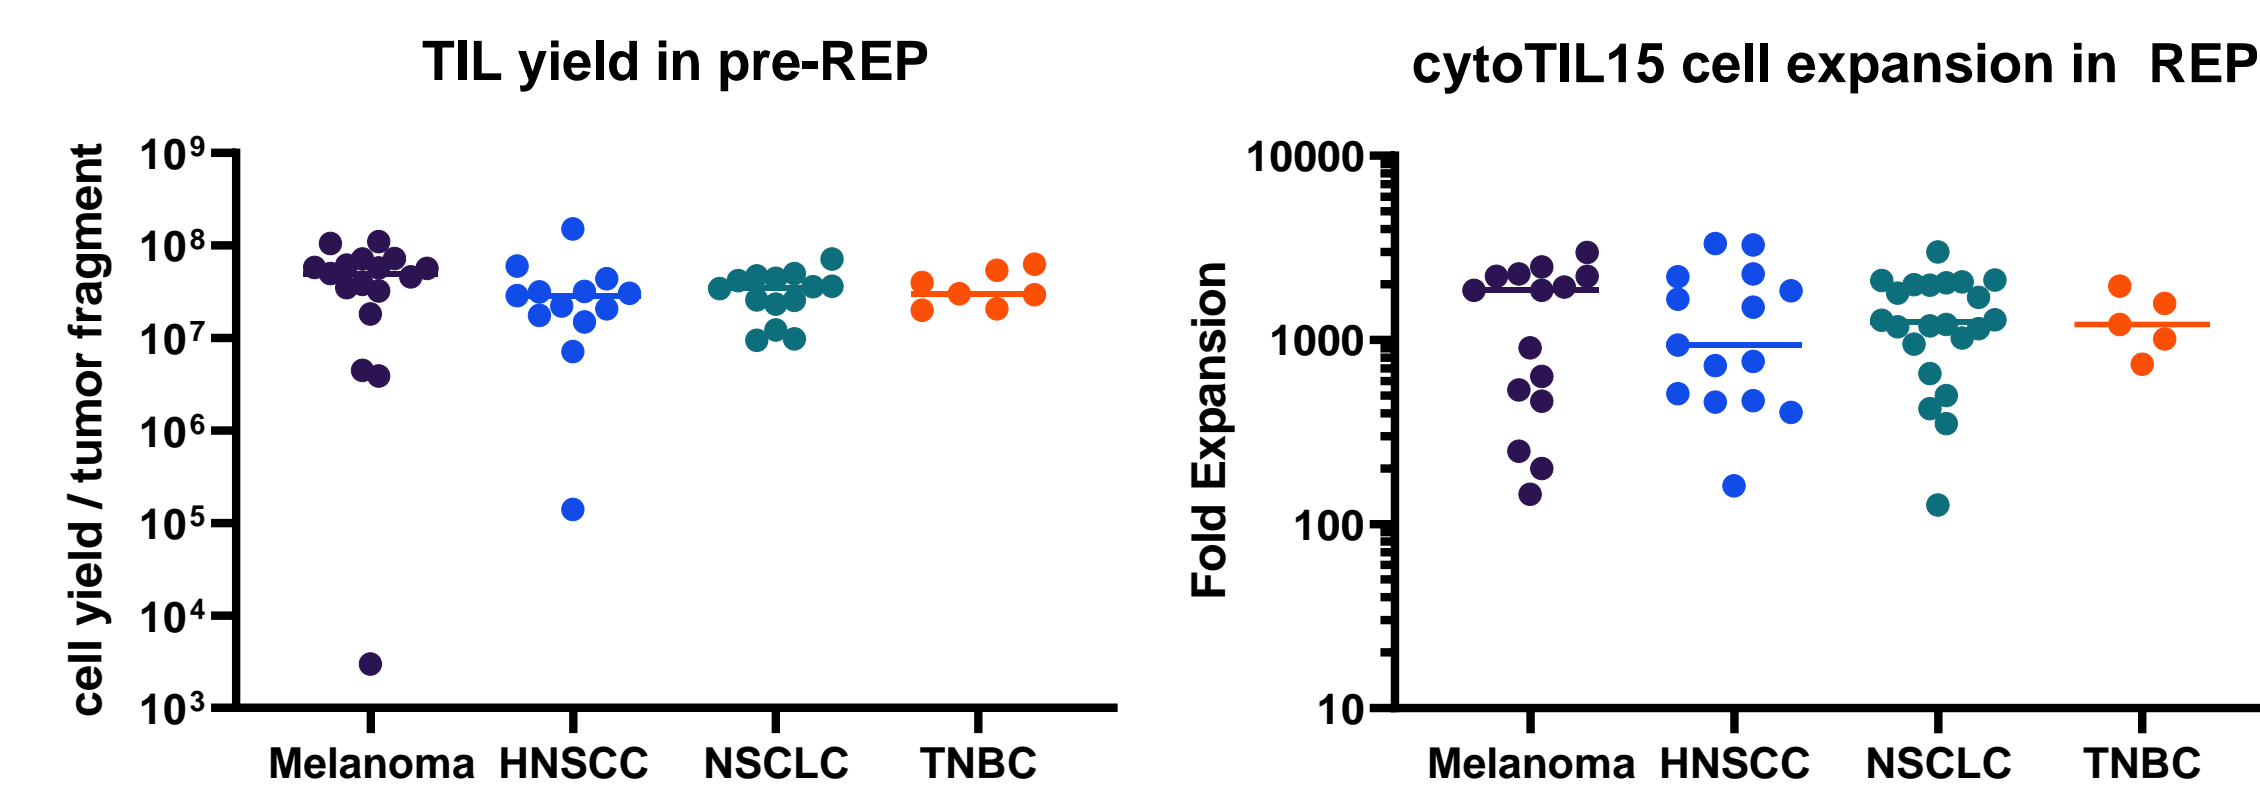 TIL yield in pre-REP
cell yield / tumor fragment
10⁹
10⁸
10⁷
10⁶
10⁵
10⁴
10³
Melanoma HNSCC NSCLC TNBC
cytoTIL15 cell expansion in REP
Fold Expansion
10000
1000
100
10
Melanoma HNSCC NSCLC TNBC